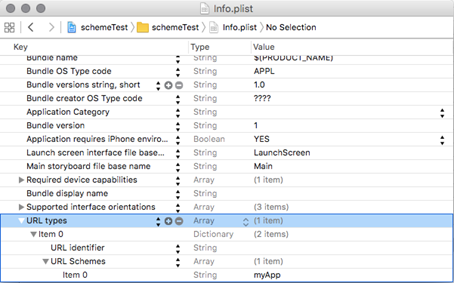 Info.plist
schemeTest schemeTest Info.plist No Selection
Key Type Value
Bundle name String $(PRODUCT_NAME)
Bundle OS Type code String APPL
Bundle versions string, short String 1.0
Bundle creator OS Type code String ????
Application Category String
Bundle version String 1
Application requires iPhone enviro... Boolean YES
Launch screen interface file base... String LaunchScreen
Main storyboard file base name String Main
Required device capabilities Array (1 item)
Bundle display name String
Supported interface orientations Array (3 items)
URL types Array (1 item)
Item 0 Dictionary (2 items)
URL identifier String
URL Schemes Array (1 item)
Item 0 String myApp